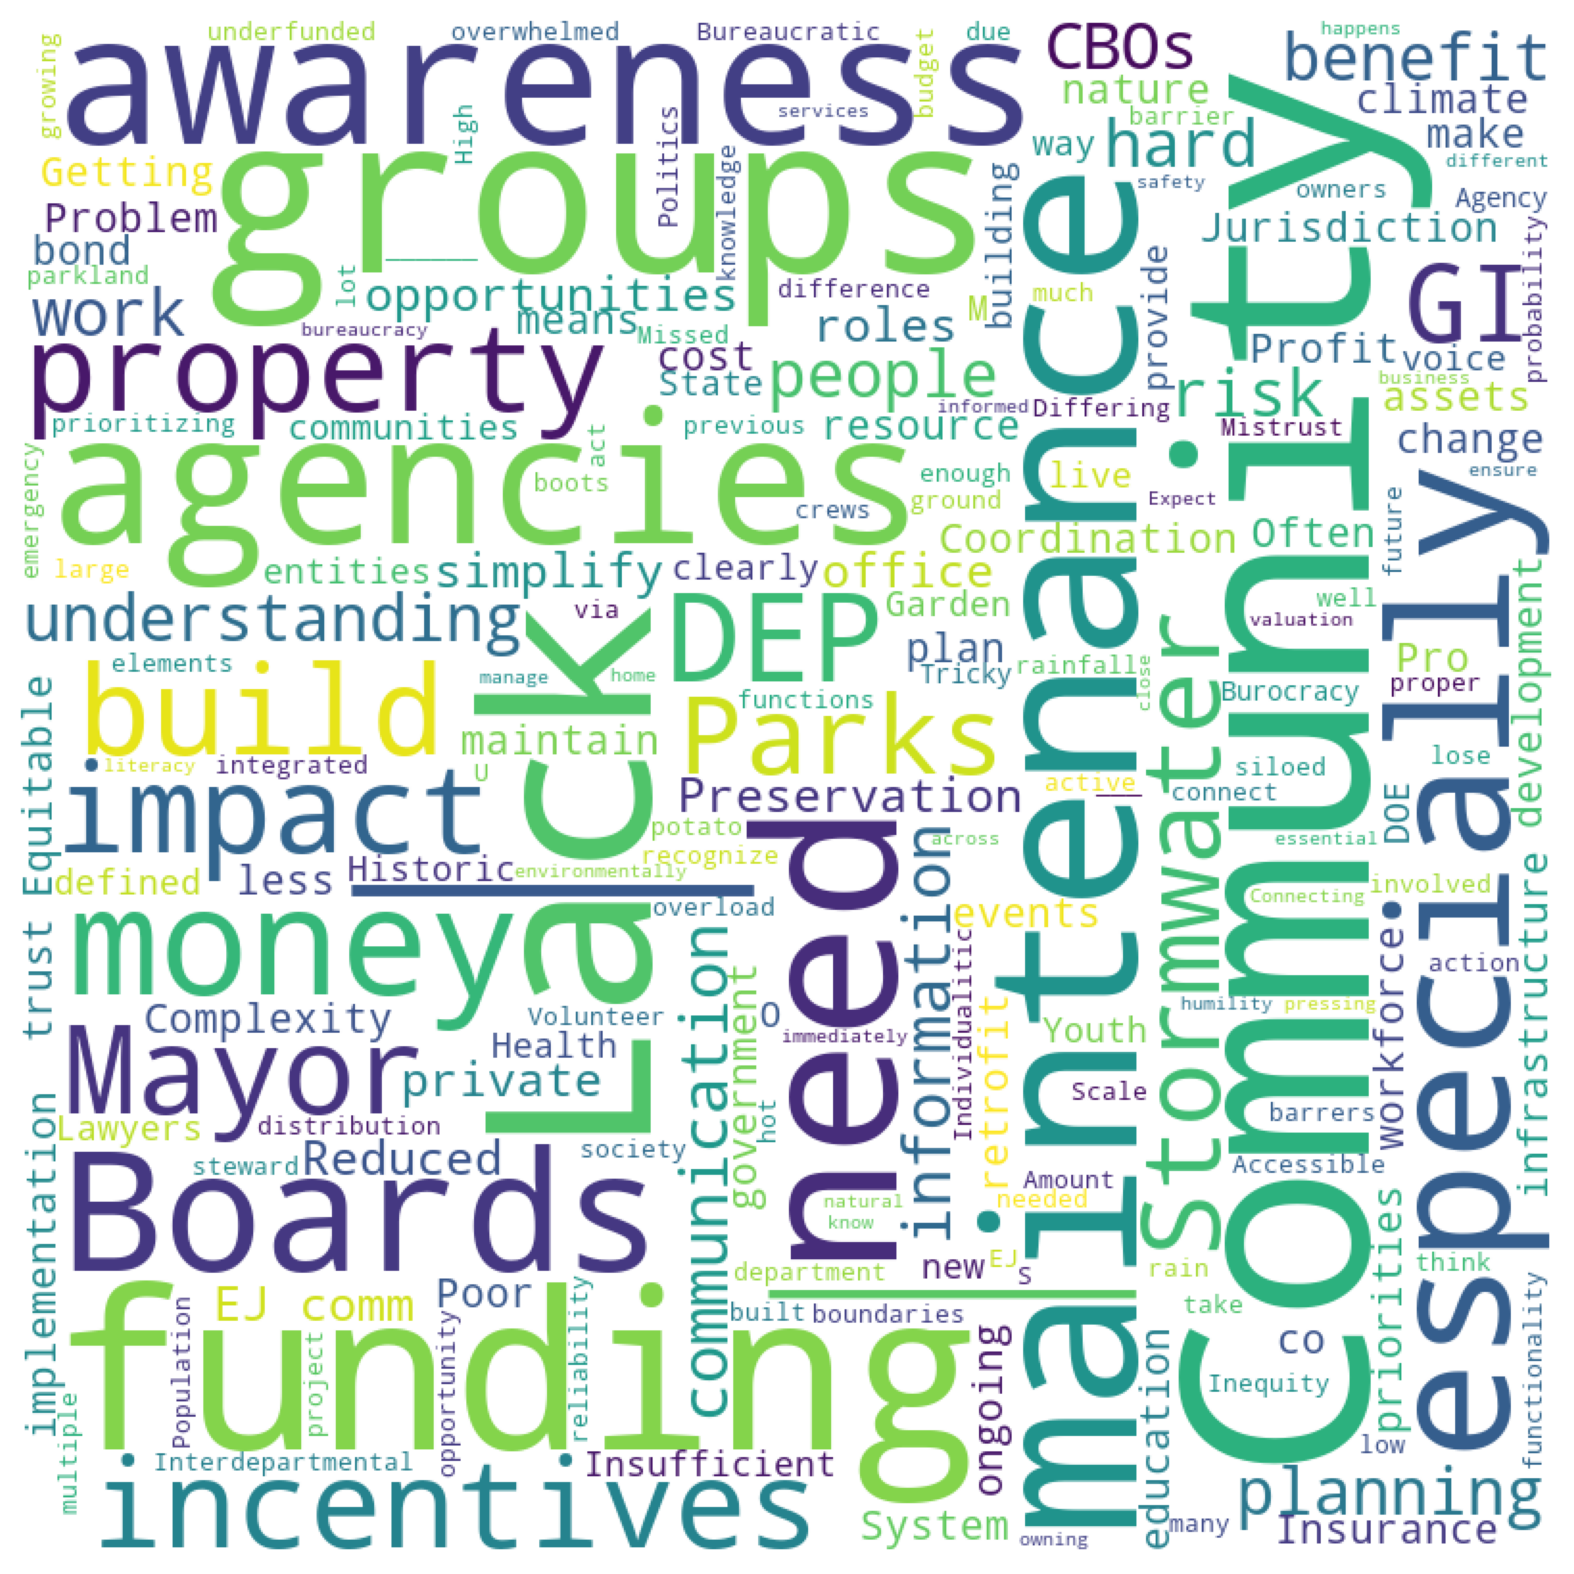 growing
underfunded
overwhelmed
Bureaucratic
due
budget
CBOs
happens
benefit
awareness
services
nature
climate
barrier
make
High
Politics
knowledge
way
hard
different
Getting
groups
building
safety
owners
Agency
Problem
Jurisdiction
bond
parkland
lot
______
opportunities
difference
M
much
provide
GI
probability
work
bureaucracy
means
Missed
roles
property
cost
State
people
Profit
voice
risk
business
assets
informed
Differing
prioritizing
communities
act
previous
resource
Mistrust
change
emergency
agencies
boots
enough
live
ensure
crews
ground
Expect
large
entities
simplify
clearly
office
Coordination
Often
future
understanding
via
DEP
Garden
well
valuation
elements
Lack
manage
home
plan
Tricky
rainfall
close
Stormwater
Pro
proper
Burocracy
development
build
functions
Parks
maintain
literacy
integrated
U
active
___
siloed
lose
impact
Preservation
connect
DOE
potato
recognize
across
essential
defined
less
Historic
environmentally
need
information
Connecting
involved
Equitable
trust
money
overload
events
maintenance
Community
especially
infrastructure
communication
Individualitic
workforce
action
Complexity
Volunteer
O
humility
pressing
Mayor
Health
government
immediately
retrofit
Youth
private
Scale
Lawyers
distribution
hot
barrers
steward
Reduced
society
Amount
Accessible
implementation
Boards
natural
needed
know
priorities
department
new
EJ
S
rain
think
EJ comm
Poor
built
boundaries
take
co
Population
project
opportunity
reliability
funding
ongoing
education
Inequity
functionality
multiple
Interdepartmental
Insufficient
low
planning
incentives
System
owning
many
Insurance